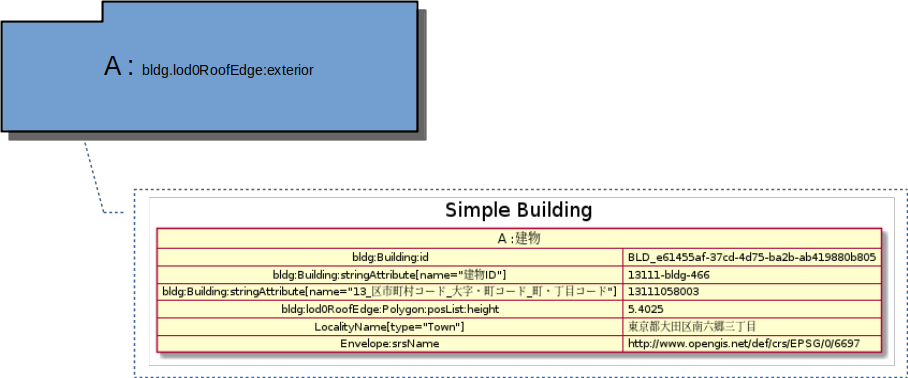 A : bldg.lod0RoofEdge:exterior
Simple Building
A :建物
bldg:Building:id BLD_e61455af-37cd-4d75-ba2b-ab419880b805
bldg:Building:stringAttribute[name="建物ID"] 13111-bldg-466
bldg:Building:stringAttribute[name="13_区市町村コード_大字・町コード_町・丁目コード"] 13111058003
bldg:lod0RoofEdge:Polygon:posList:height 5.4025
LocalityName[type="Town"] 東京都大田区南六郷三丁目
Envelope:srsName http://www.opengis.net/def/crs/EPSG/0/6697